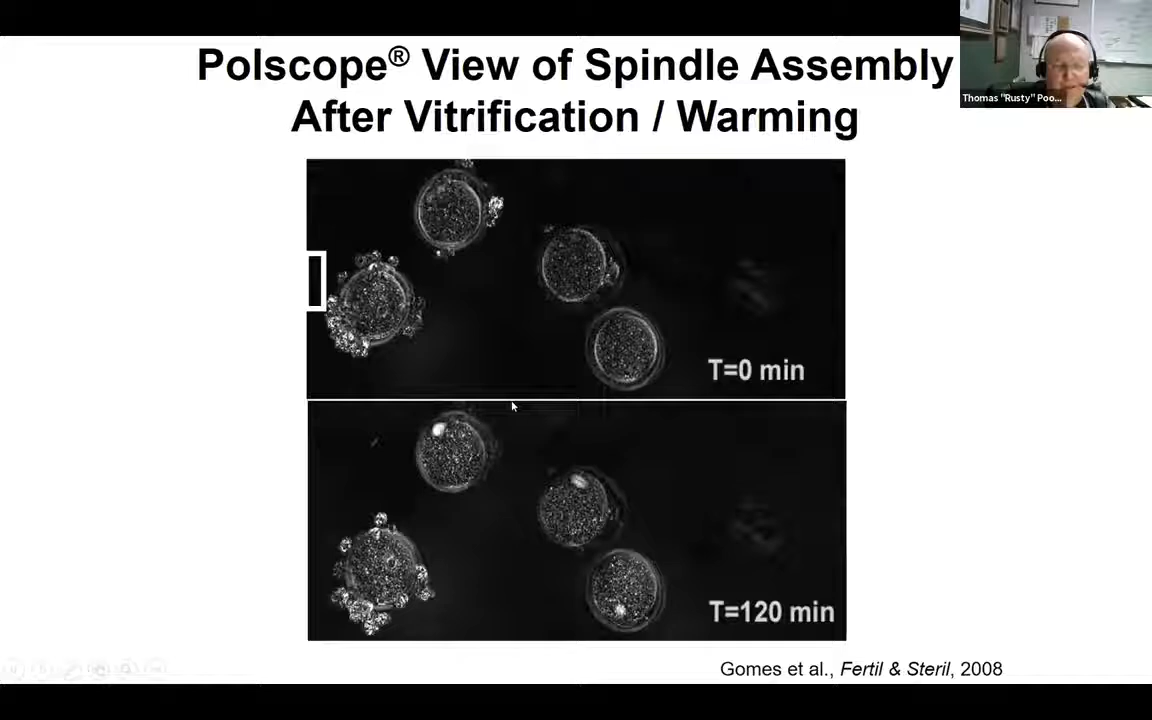 Polscope® View of Spindle Assembly
After Vitrification / Warming
Thomas "Rusty" Poo...
T=0 min
T=120 min
Gomes et al., Fertil & Steril, 2008